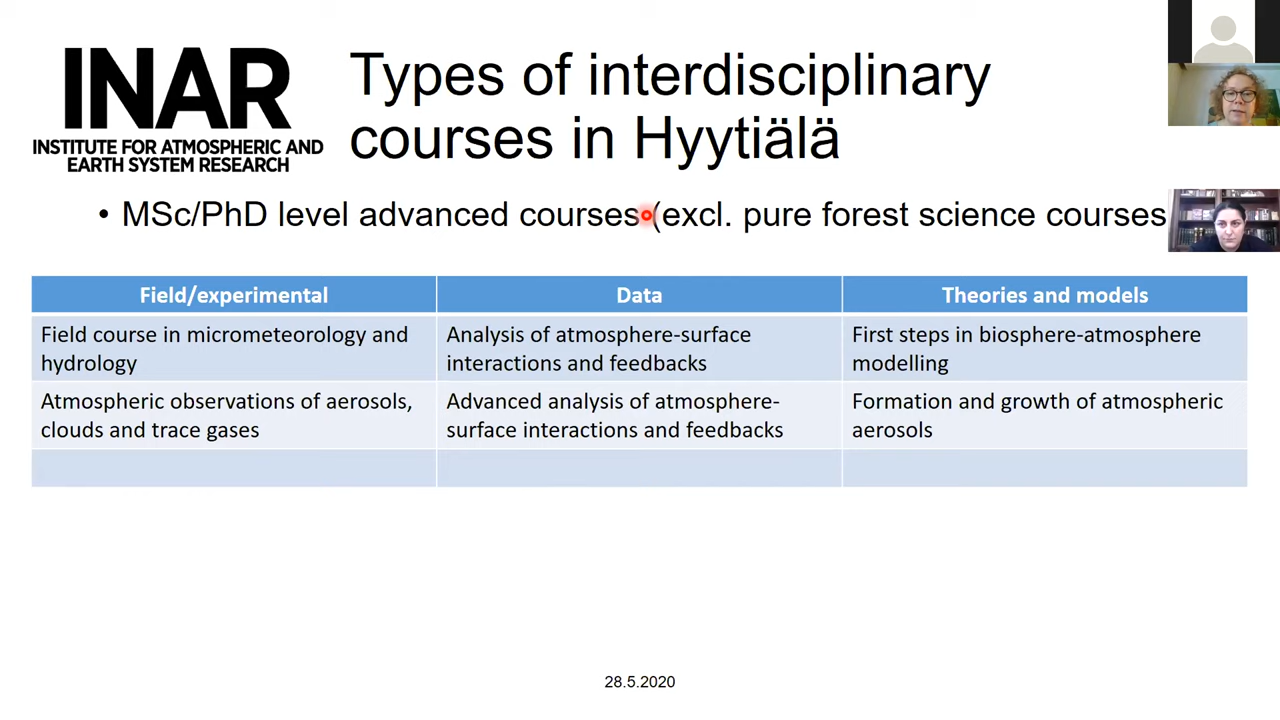 INAR
INSTITUTE FOR ATMOSPHERIC AND
EARTH SYSTEM RESEARCH
Types of interdisciplinary
courses in Hyytiälä
• MSc/PhD level advanced courses (excl. pure forest science courses
Field/experimental
Data
Theories and models
Field course in micrometeorology and
hydrology
Analysis of atmosphere-surface
interactions and feedbacks
First steps in biosphere-atmosphere
modelling
Atmospheric observations of aerosols,
clouds and trace gases
Advanced analysis of atmosphere-
surface interactions and feedbacks
Formation and growth of atmospheric
aerosols
28.5.2020